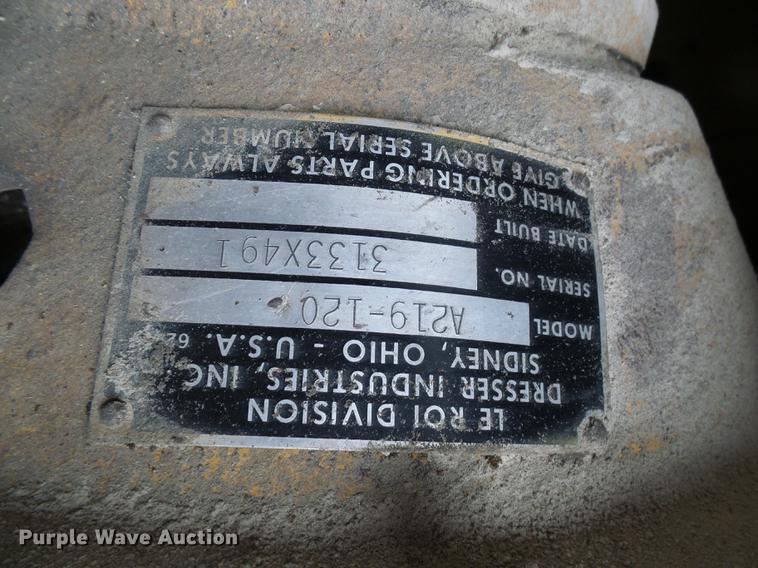 LE ROI DIVISION
DRESSER INDUSTRIES, INC.
SIDNEY, OHIO - U.S.A.
MODEL A219-120
SERIAL NO. 3133X491
DATE BUILT
WHEN ORDERING PARTS ALWAYS
GIVE ABOVE SERIAL NUMBER
Purple Wave Auction